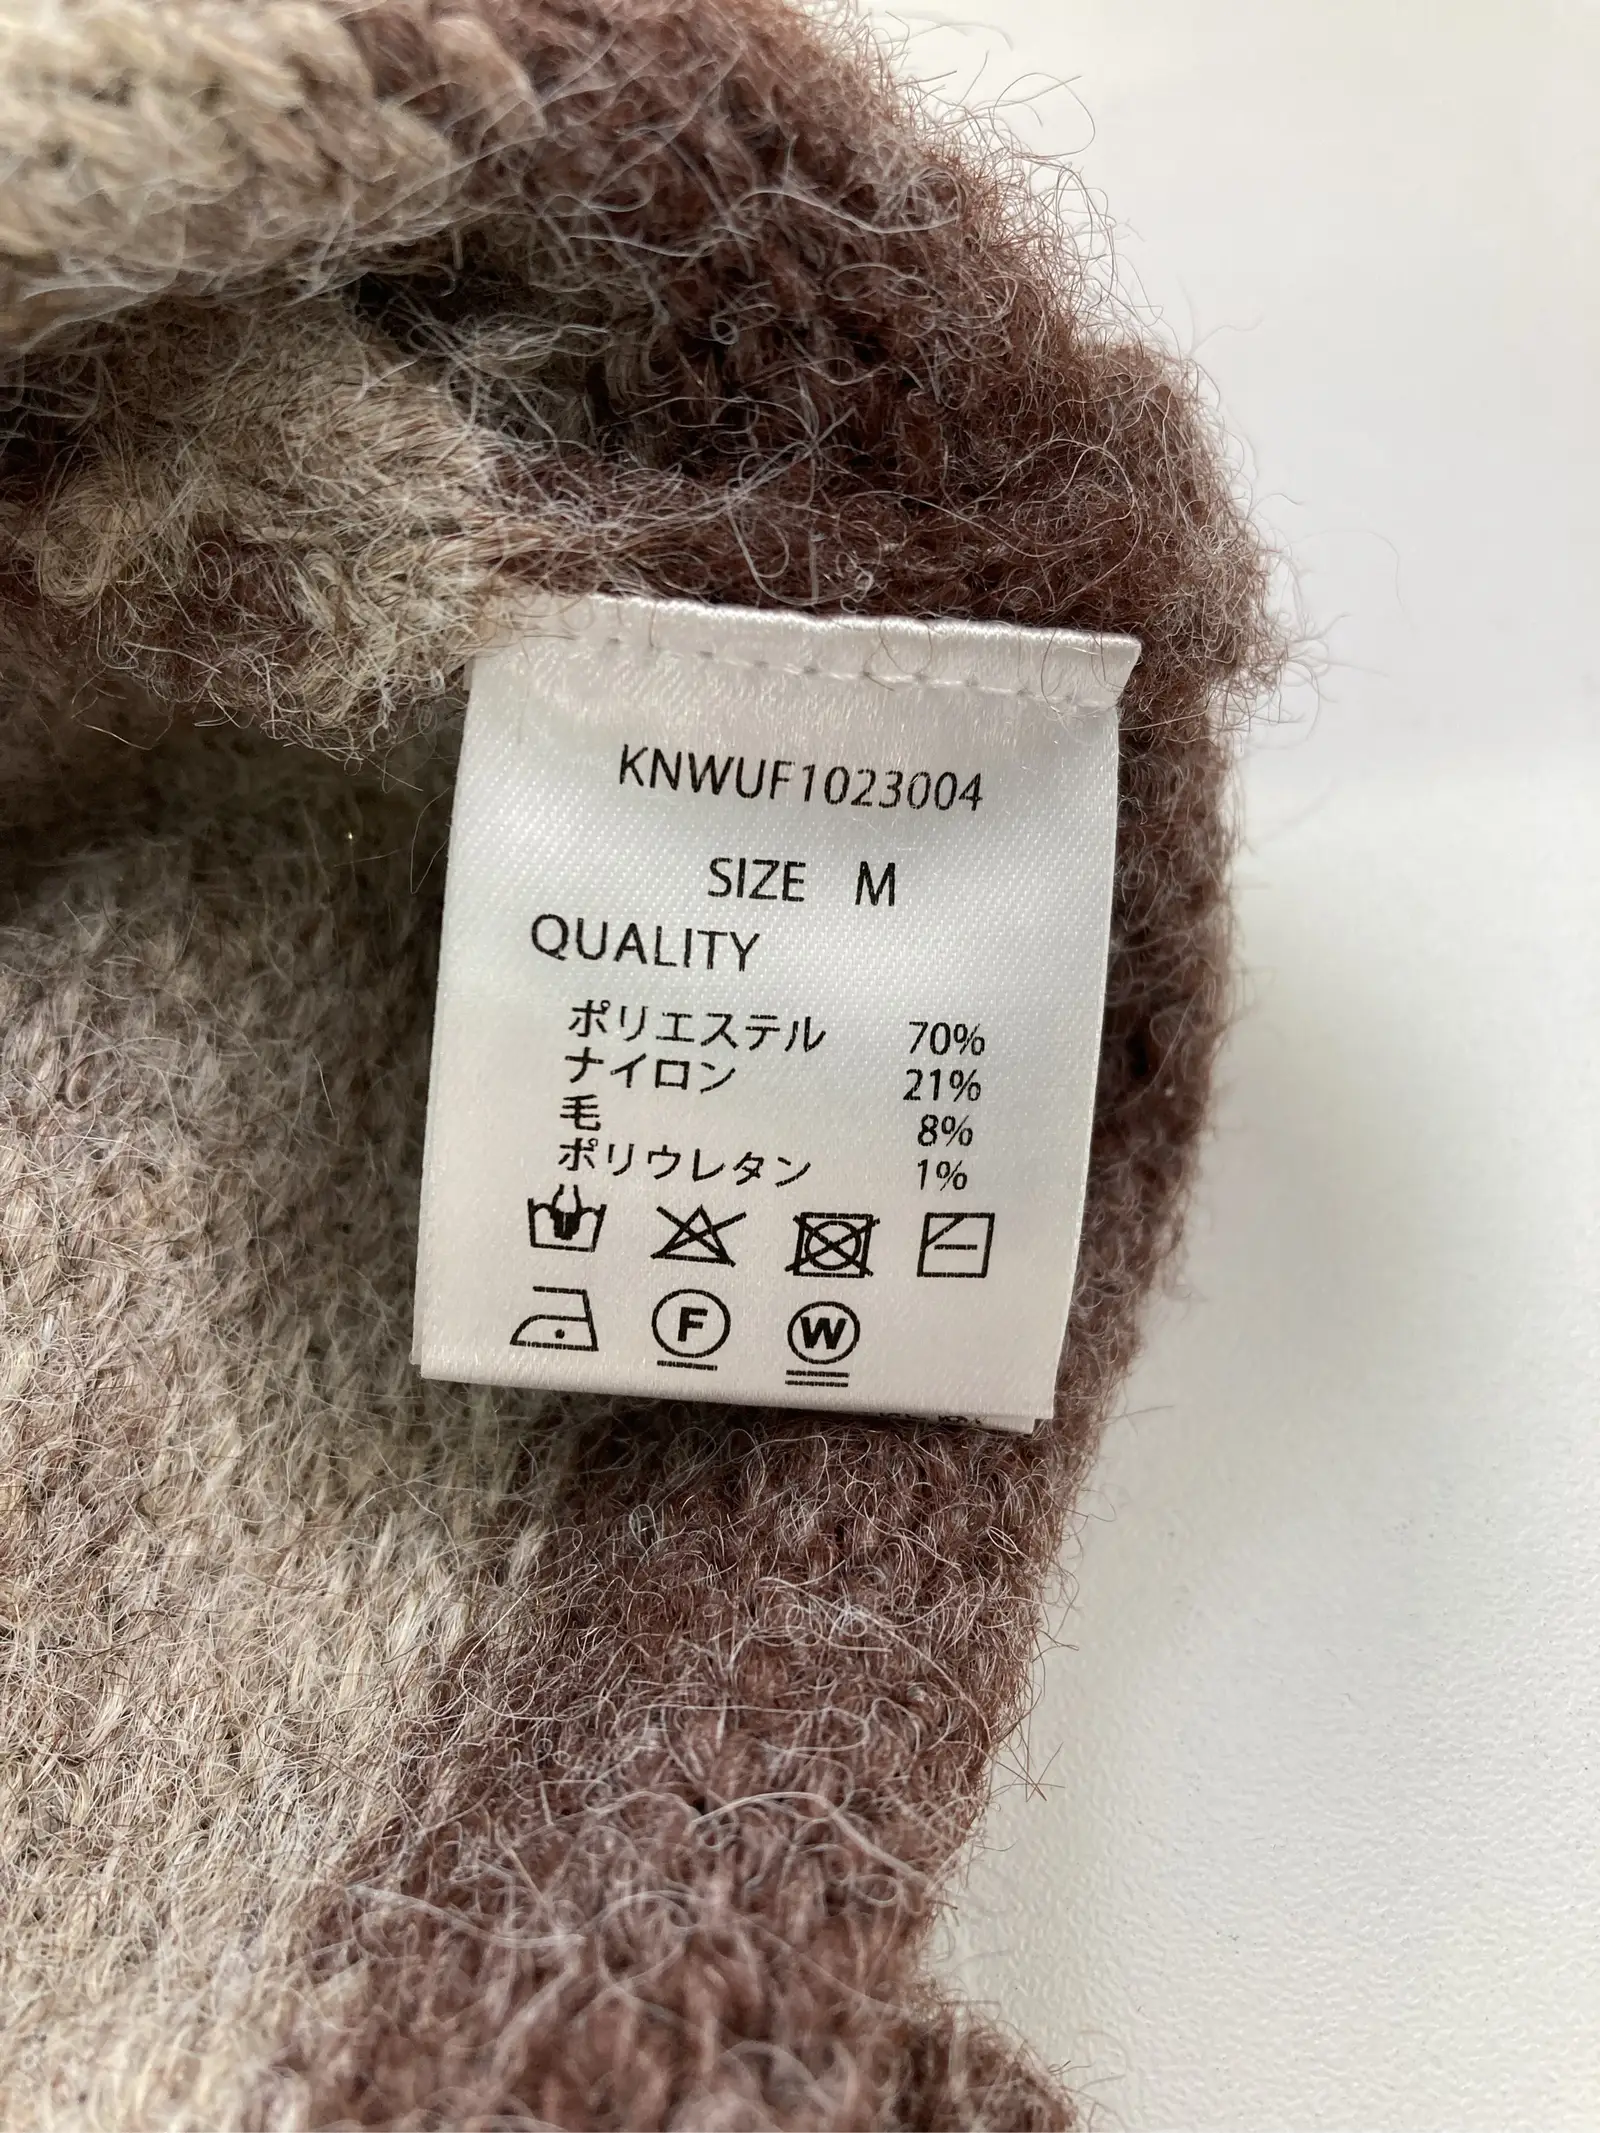 KNWUF1023004
SIZE M
QUALITY
ポリエステル 70%
ナイロン 21%
毛 8%
ポリウレタン 1%
F
W